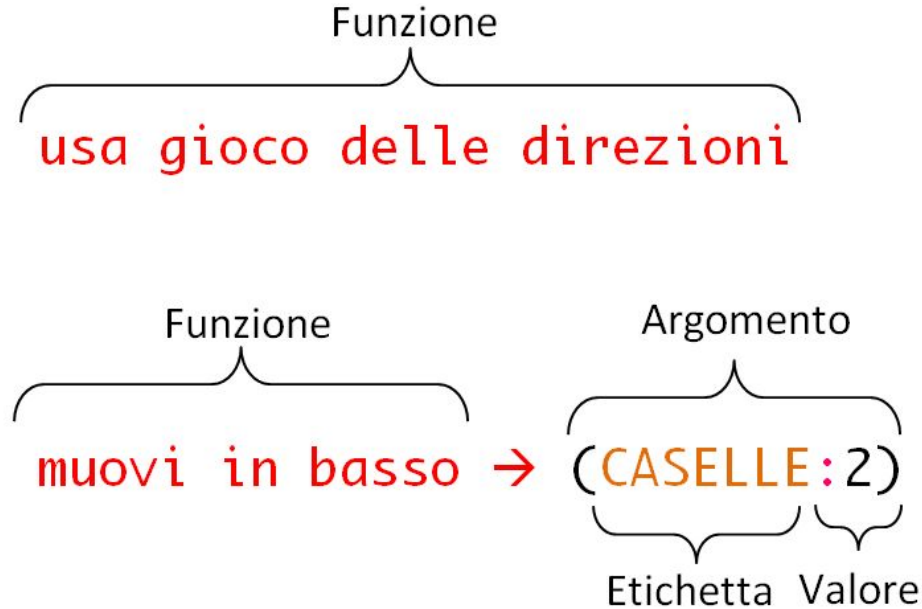 Funzione
usa gioco delle direzioni
Funzione Argomento
muovi in basso → (CASELLE:2)
Etichetta Valore